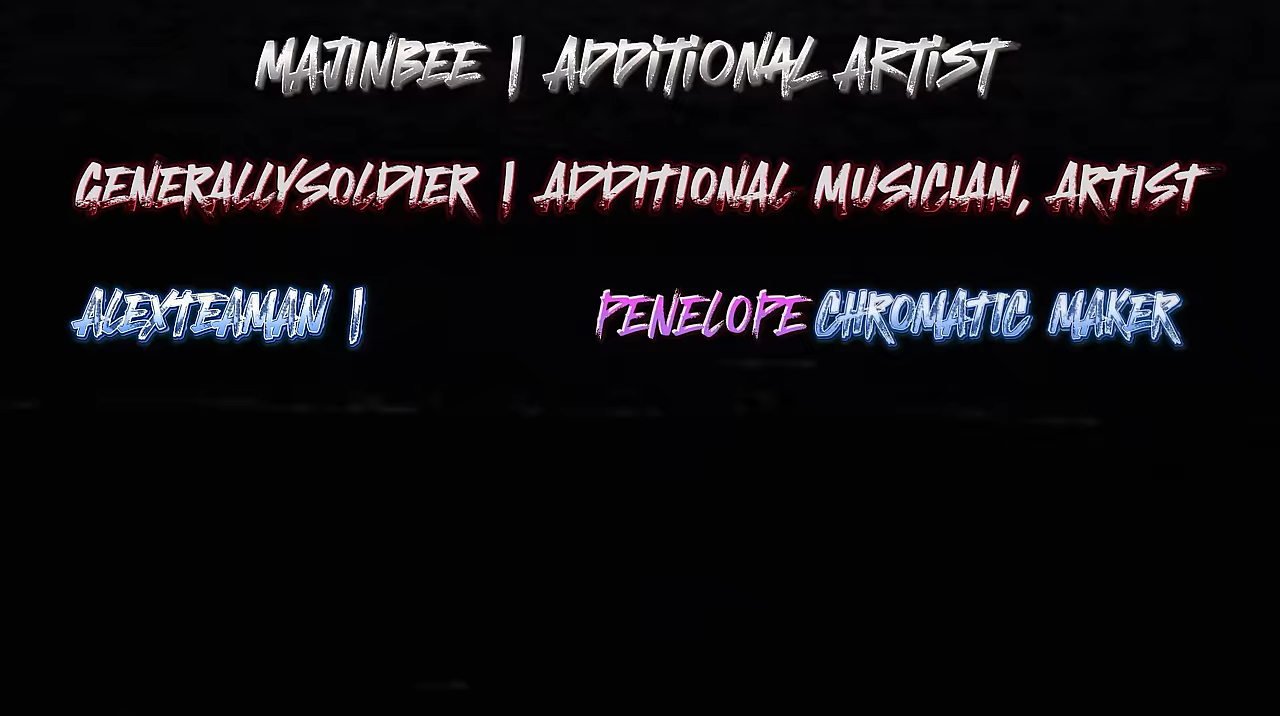 MAJINBEE | ADDITIONAL ARTIST
GENERALLYSOLDIER | ADDITIONAL MUSICIAN, ARTIST
ALEXTEAMAN | PENELOPE CHROMATIC MAKER